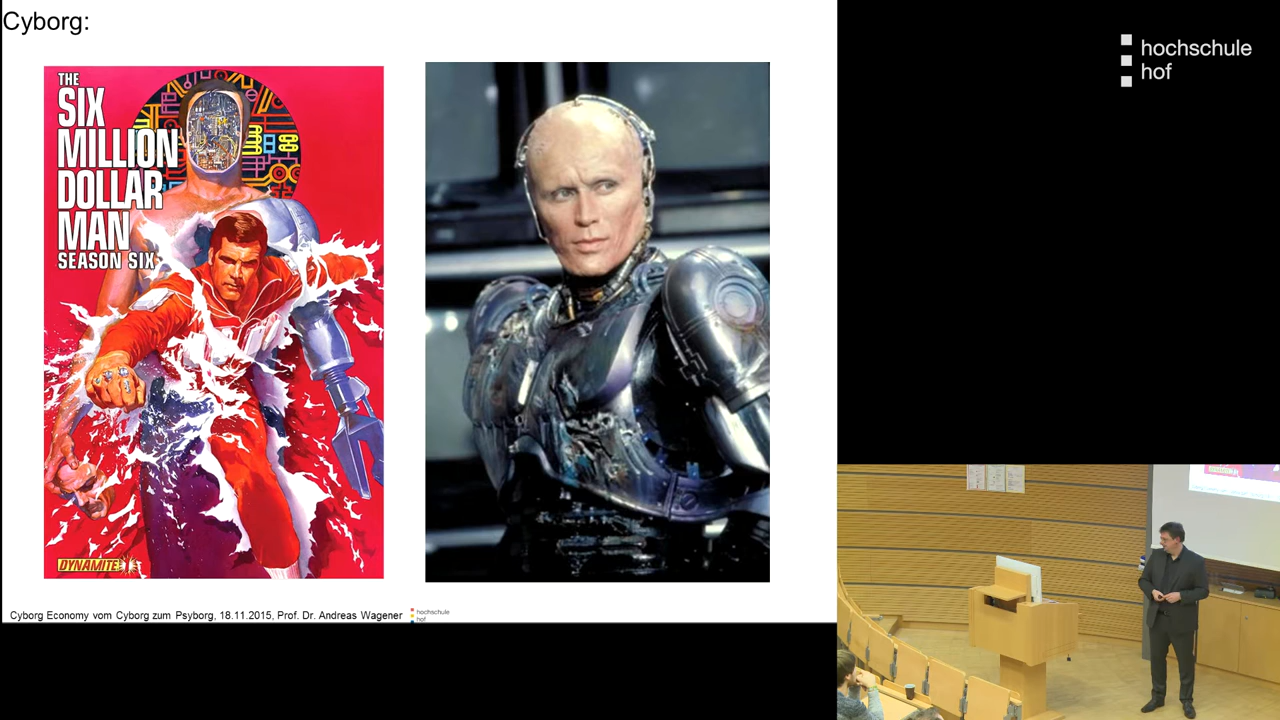 Cyborg:
THE
SIX
MILLION
DOLLAR
MAN
SEASON SIX
DYNAMITE 1
Cyborg Economy vom Cyborg zum Psyborg, 18.11.2015, Prof. Dr. Andreas Wagener
hochschule
hof
hochschule
hof